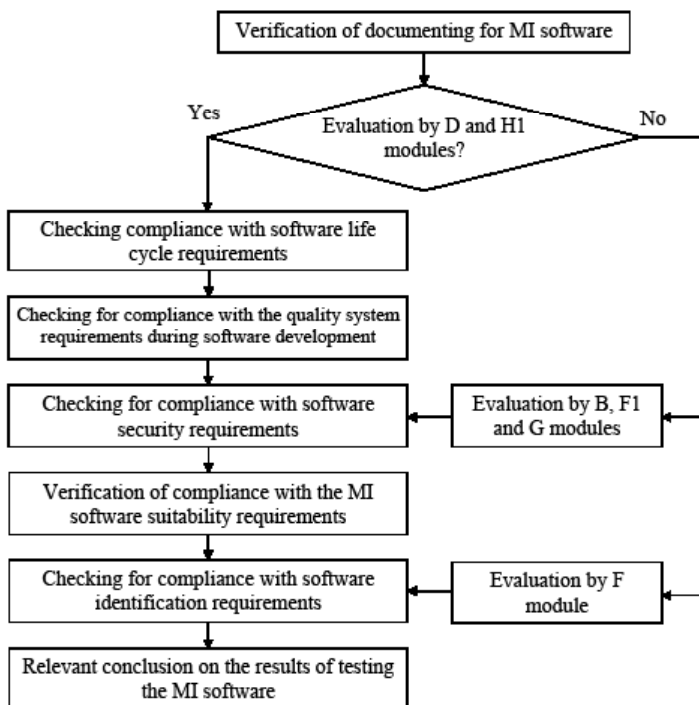 Verification of documenting for MI software
Yes
No
Evaluation by D and H1
modules?
Checking compliance with software life
cycle requirements
Checking for compliance with the quality system
requirements during software development
Checking for compliance with software
security requirements
Evaluation by B, F1
and G modules
Verification of compliance with the MI
software suitability requirements
Checking for compliance with software
identification requirements
Evaluation by F
module
Relevant conclusion on the results of testing
the MI software